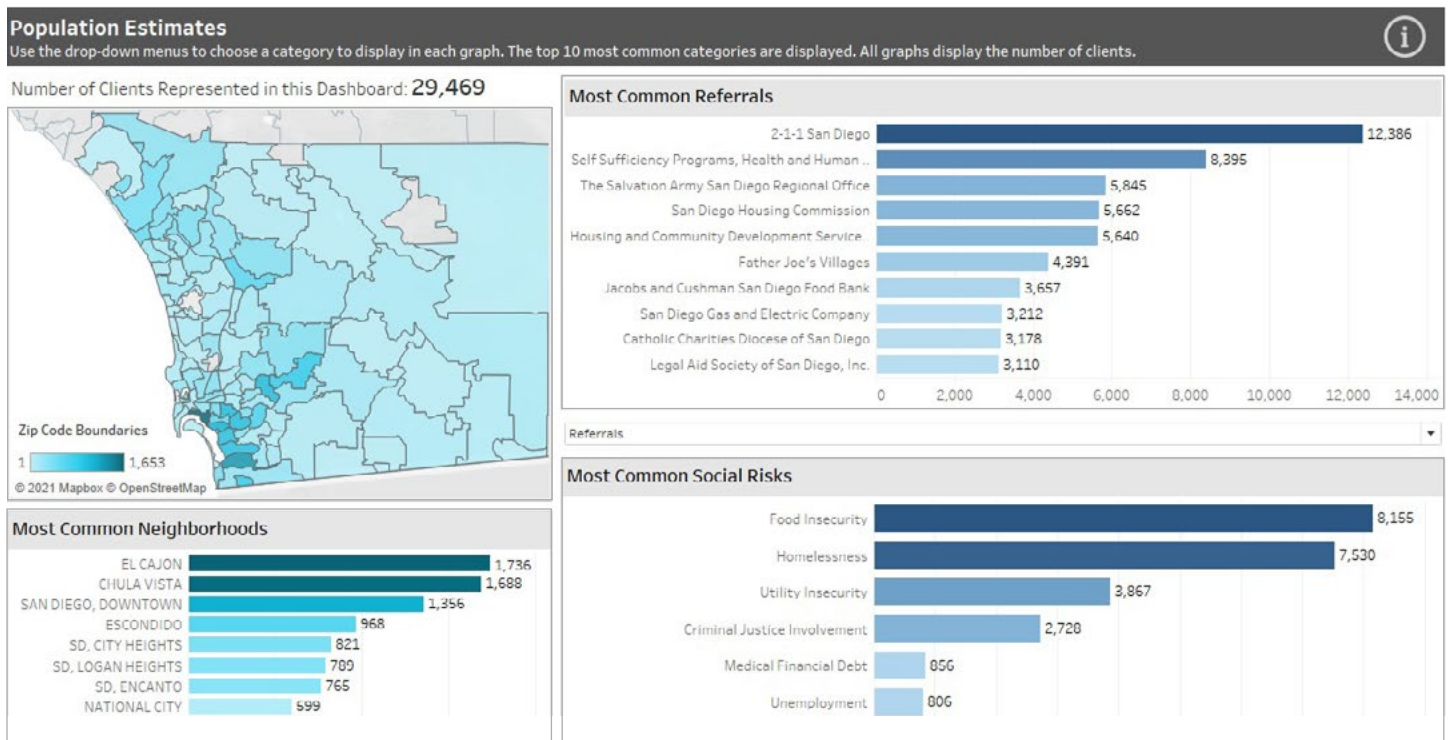 Population Estimates
Use the drop-down menus to choose a category to display in each graph. The top 10 most common categories are displayed. All graphs display the number of clients.
i
Number of Clients Represented in this Dashboard: 29,469
Zip Code Boundaries
1 1,653
© 2021 Mapbox © OpenStreetMap
Most Common Neighborhoods
EL CAJON 1,736
CHULA VISTA 1,688
SAN DIEGO, DOWNTOWN 1,356
ESCONDIDO 968
SD, CITY HEIGHTS 821
SD, LOGAN HEIGHTS 789
SD, ENCANTO 765
NATIONAL CITY 599
Most Common Referrals
2-1-1 San Diego 12,386
Self Sufficiency Programs, Health and Human .. 8,395
The Salvation Army San Diego Regional Office 5,845
San Diego Housing Commission 5,662
Housing and Community Development Service.. 5,640
Father Joe's Villages 4,391
Jacobs and Cushman San Diego Food Bank 3,657
San Diego Gas and Electric Company 3,212
Catholic Charities Diocese of San Diego 3,178
Legal Aid Society of San Diego, Inc. 3,110
0 2,000 4,000 6,000 8,000 10,000 12,000 14,000
Referrals
Most Common Social Risks
Food Insecurity 8,155
Homelessness 7,530
Utility Insecurity 3,867
Criminal Justice Involvement 2,728
Medical Financial Debt 856
Unemployment 806